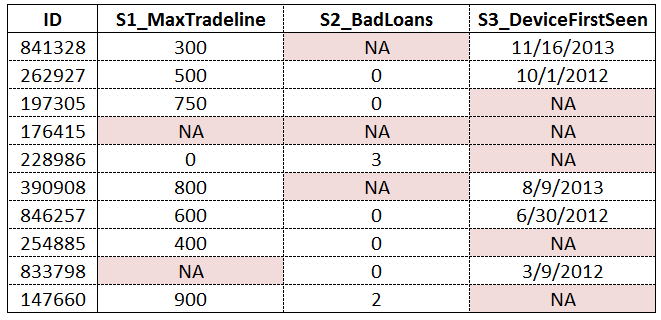 ID S1_MaxTradeline S2_BadLoans S3_DeviceFirstSeen
841328 300 NA 11/16/2013
262927 500 0 10/1/2012
197305 750 0 NA
176415 NA NA NA
228986 0 3 NA
390908 800 NA 8/9/2013
846257 600 0 6/30/2012
254885 400 0 NA
833798 NA 0 3/9/2012
147660 900 2 NA